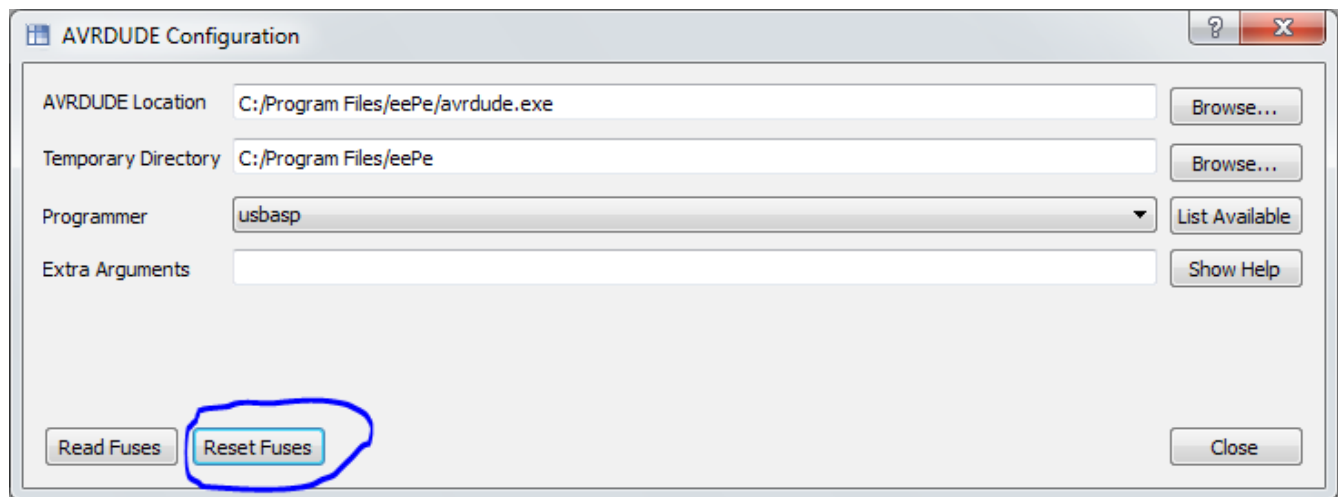 AVRDUDE Configuration
?
X
AVRDUDE Location C:/Program Files/eePe/avrdude.exe Browse...
Temporary Directory C:/Program Files/eePe Browse...
Programmer usbasp List Available
Extra Arguments Show Help
Read Fuses Reset Fuses Close